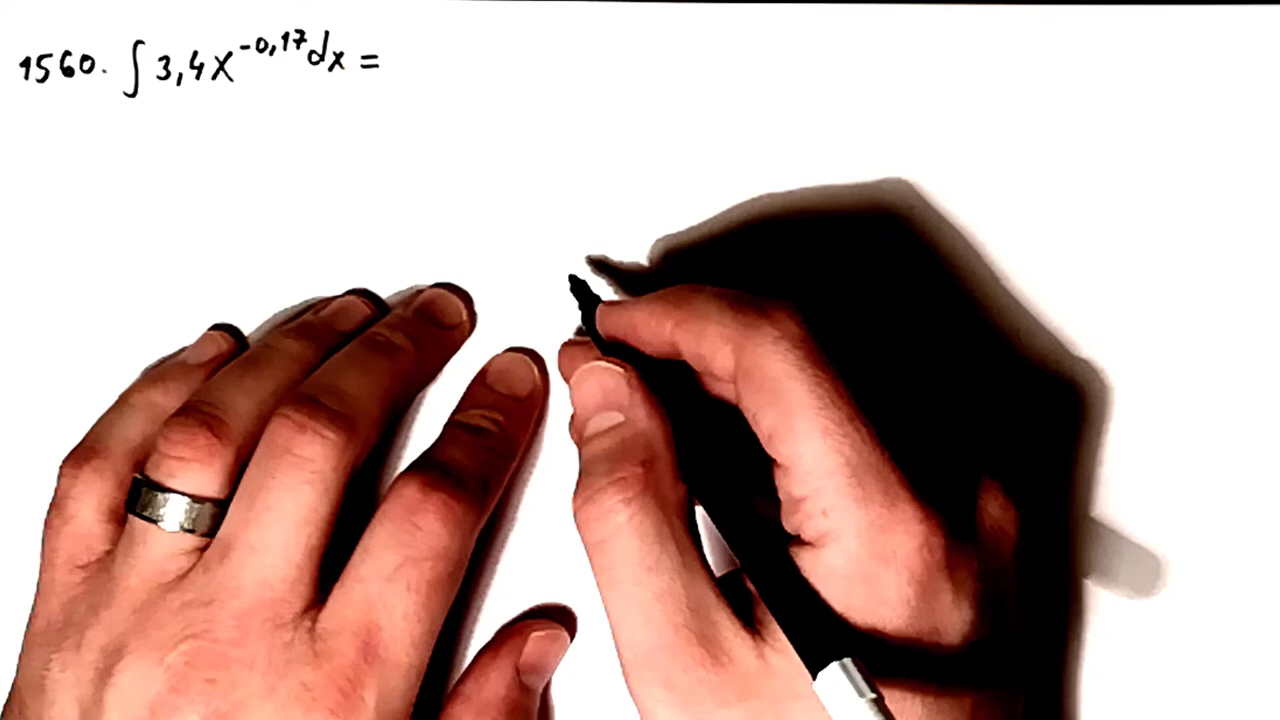 1560. ∫ 3,4x^{-0,17} dx =